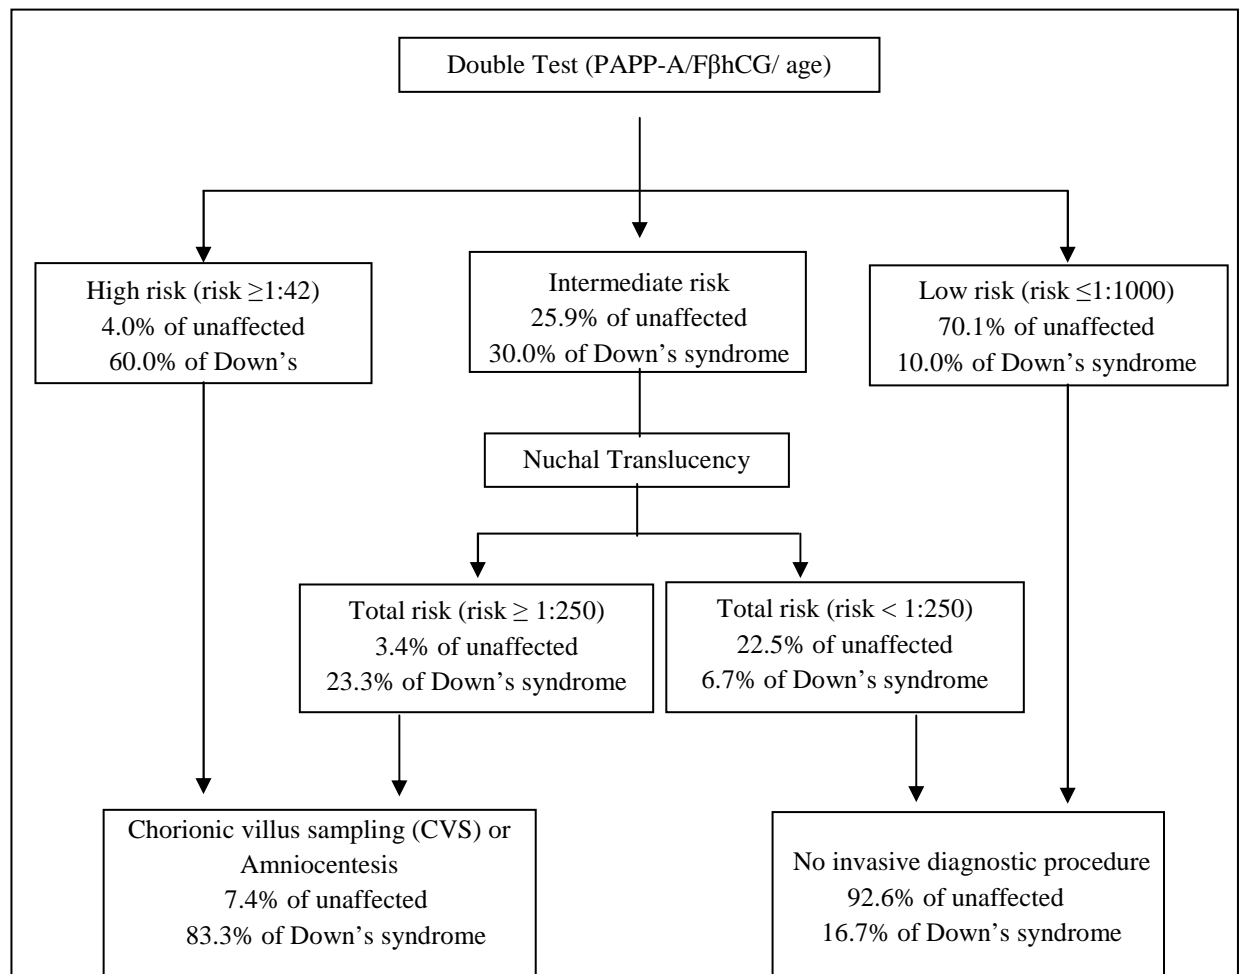 Double Test (PAPP-A/FβhCG/ age)
High risk (risk ≥1:42)
4.0% of unaffected
60.0% of Down’s
Intermediate risk
25.9% of unaffected
30.0% of Down’s syndrome
Low risk (risk ≤1:1000)
70.1% of unaffected
10.0% of Down’s syndrome
Nuchal Translucency
Total risk (risk ≥ 1:250)
3.4% of unaffected
23.3% of Down’s syndrome
Total risk (risk < 1:250)
22.5% of unaffected
6.7% of Down’s syndrome
Chorionic villus sampling (CVS) or
Amniocentesis
7.4% of unaffected
83.3% of Down’s syndrome
No invasive diagnostic procedure
92.6% of unaffected
16.7% of Down’s syndrome